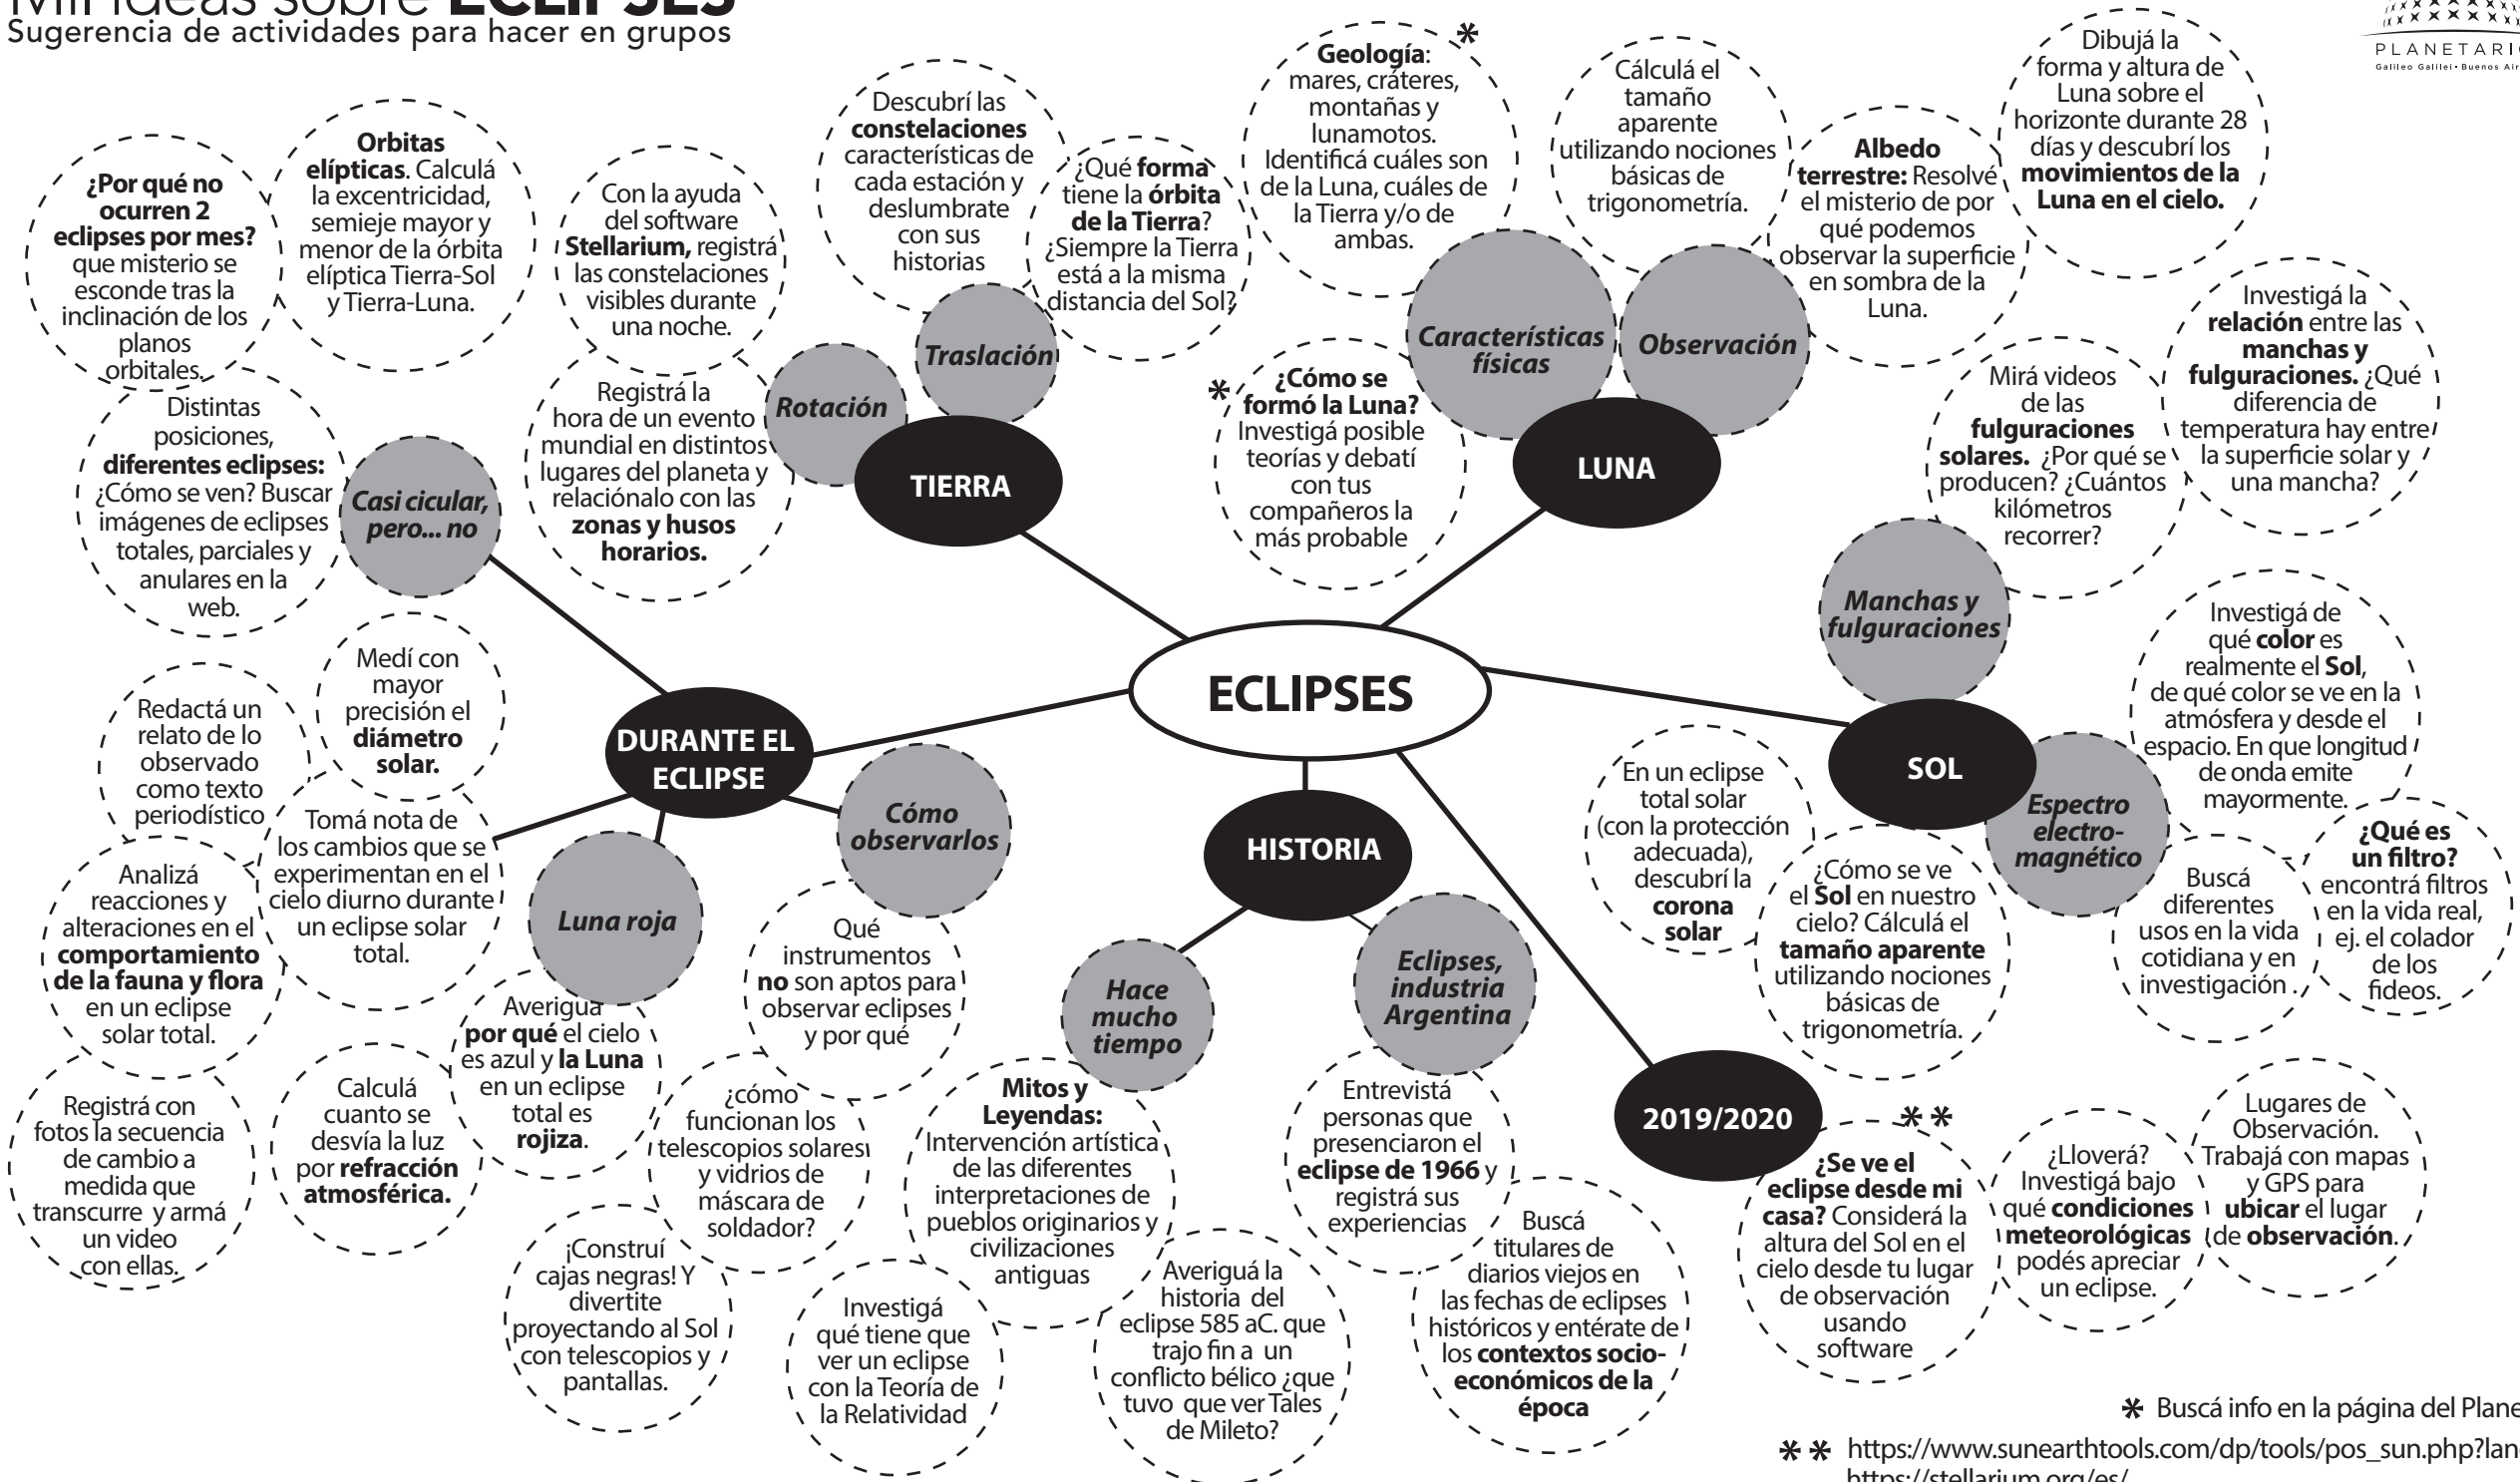 Mil ideas sobre ECLIPSES
Sugerencia de actividades para hacer en grupos
PLANETARIO
Galileo Galilei • Buenos Air
¿Por qué no
ocurren 2
eclipses por mes?
que misterio se
esconde tras la
inclinación de los
planos
orbitales.
Orbitas
elípticas. Calculá
la excentricidad,
semieje mayor y
menor de la órbita
elíptica Tierra-Sol
y Tierra-Luna.
Con la ayuda
del software
Stellarium, registrá
las constelaciones
visibles durante
una noche.
Descubrí las
constelaciones
características de
cada estación y
deslumbrate
con sus
historias
¿Qué forma
tiene la órbita
de la Tierra?
¿Siempre la Tierra
está a la misma
distancia del Sol?
*
Geología:
mares, cráteres,
montañas y
lunamotos.
Identificá cuáles son
de la Luna, cuáles de
la Tierra y/o de
ambas.
Cálculá el
tamaño
aparente
utilizando nociones
básicas de
trigonometría.
Albedo
terrestre: Resolvé
el misterio de por
qué podemos
observar la superficie
en sombra de la
Luna.
Dibujá la
forma y altura de
Luna sobre el
horizonte durante 28
días y descubrí los
movimientos de la
Luna en el cielo.
Distintas
posiciones,
diferentes eclipses:
¿Cómo se ven? Buscar
imágenes de eclipses
totales, parciales y
anulares en la
web.
Casi cicular,
pero... no
Registrá la
hora de un evento
mundial en distintos
lugares del planeta y
relaciónalo con las
zonas y husos
horarios.
Rotación
Traslación
TIERRA
*
¿Cómo se
formó la Luna?
Investigá posible
teorías y debatí
con tus
compañeros la
más probable
Características
físicas
Observación
LUNA
Mirá videos
de las
fulguraciones
solares. ¿Por qué se
producen? ¿Cuántos
kilómetros
recorrer?
Investigá la
relación entre las
manchas y
fulguraciones. ¿Qué
diferencia de
temperatura hay entre
la superficie solar y
una mancha?
Manchas y
fulguraciones
Investigá de
qué color es
realmente el Sol,
de qué color se ve en la
atmósfera y desde el
espacio. En que longitud
de onda emite
mayormente.
ECLIPSES
Medí con
mayor
precisión el
diámetro
solar.
Redactá un
relato de lo
observado
como texto
periodístico
DURANTE EL
ECLIPSE
Cómo
observarlos
HISTORIA
SOL
Espectro
electro-
magnético
En un eclipse
total solar
(con la protección
adecuada),
descubrí la
corona
solar
¿Cómo se ve
el Sol en nuestro
cielo? Cálculá el
tamaño aparente
utilizando nociones
básicas de
trigonometría.
Buscá
diferentes
usos en la vida
cotidiana y en
investigación .
¿Qué es
un filtro?
encontrá filtros
en la vida real,
ej. el colador
de los
fideos.
Tomá nota de
los cambios que se
experimentan en el
cielo diurno durante
un eclipse solar
total.
Analizá
reacciones y
alteraciones en el
comportamiento
de la fauna y flora
en un eclipse
solar total.
Luna roja
Qué
instrumentos
no son aptos para
observar eclipses
y por qué
Hace
mucho
tiempo
Eclipses,
industria
Argentina
Averiguá
por qué el cielo
es azul y la Luna
en un eclipse
total es
rojiza.
Calculá
cuanto se
desvía la luz
por refracción
atmosférica.
Registrá con
fotos la secuencia
de cambio a
medida que
transcurre y armá
un video
con ellas.
¿cómo
funcionan los
telescopios solares
y vidrios de
máscara de
soldador?
Mitos y
Leyendas:
Intervención artística
de las diferentes
interpretaciones de
pueblos originarios y
civilizaciones
antiguas
Entrevistá
personas que
presenciaron el
eclipse de 1966 y
registrá sus
experiencias
2019/2020
**
¿Se ve el
eclipse desde mi
casa? Considerá la
altura del Sol en el
cielo desde tu lugar
de observación
usando
software
¿Lloverá?
Investigá bajo
qué condiciones
meteorológicas
podés apreciar
un eclipse.
Lugares de
Observación.
Trabajá con mapas
y GPS para
ubicar el lugar
de observación.
¡Construí
cajas negras! Y
divertite
proyectando al Sol
con telescopios y
pantallas.
Investigá
qué tiene que
ver un eclipse
con la Teoría de
la Relatividad
Averiguá la
historia del
eclipse 585 aC. que
trajo fin a un
conflicto bélico ¿que
tuvo que ver Tales
de Mileto?
Buscá
titulares de
diarios viejos en
las fechas de eclipses
históricos y entérate de
los contextos socio-
económicos de la
época
* Buscá info en la página del Plane
** https://www.sunearthtools.com/dp/tools/pos_sun.php?lan
https://stellarium.org/es/